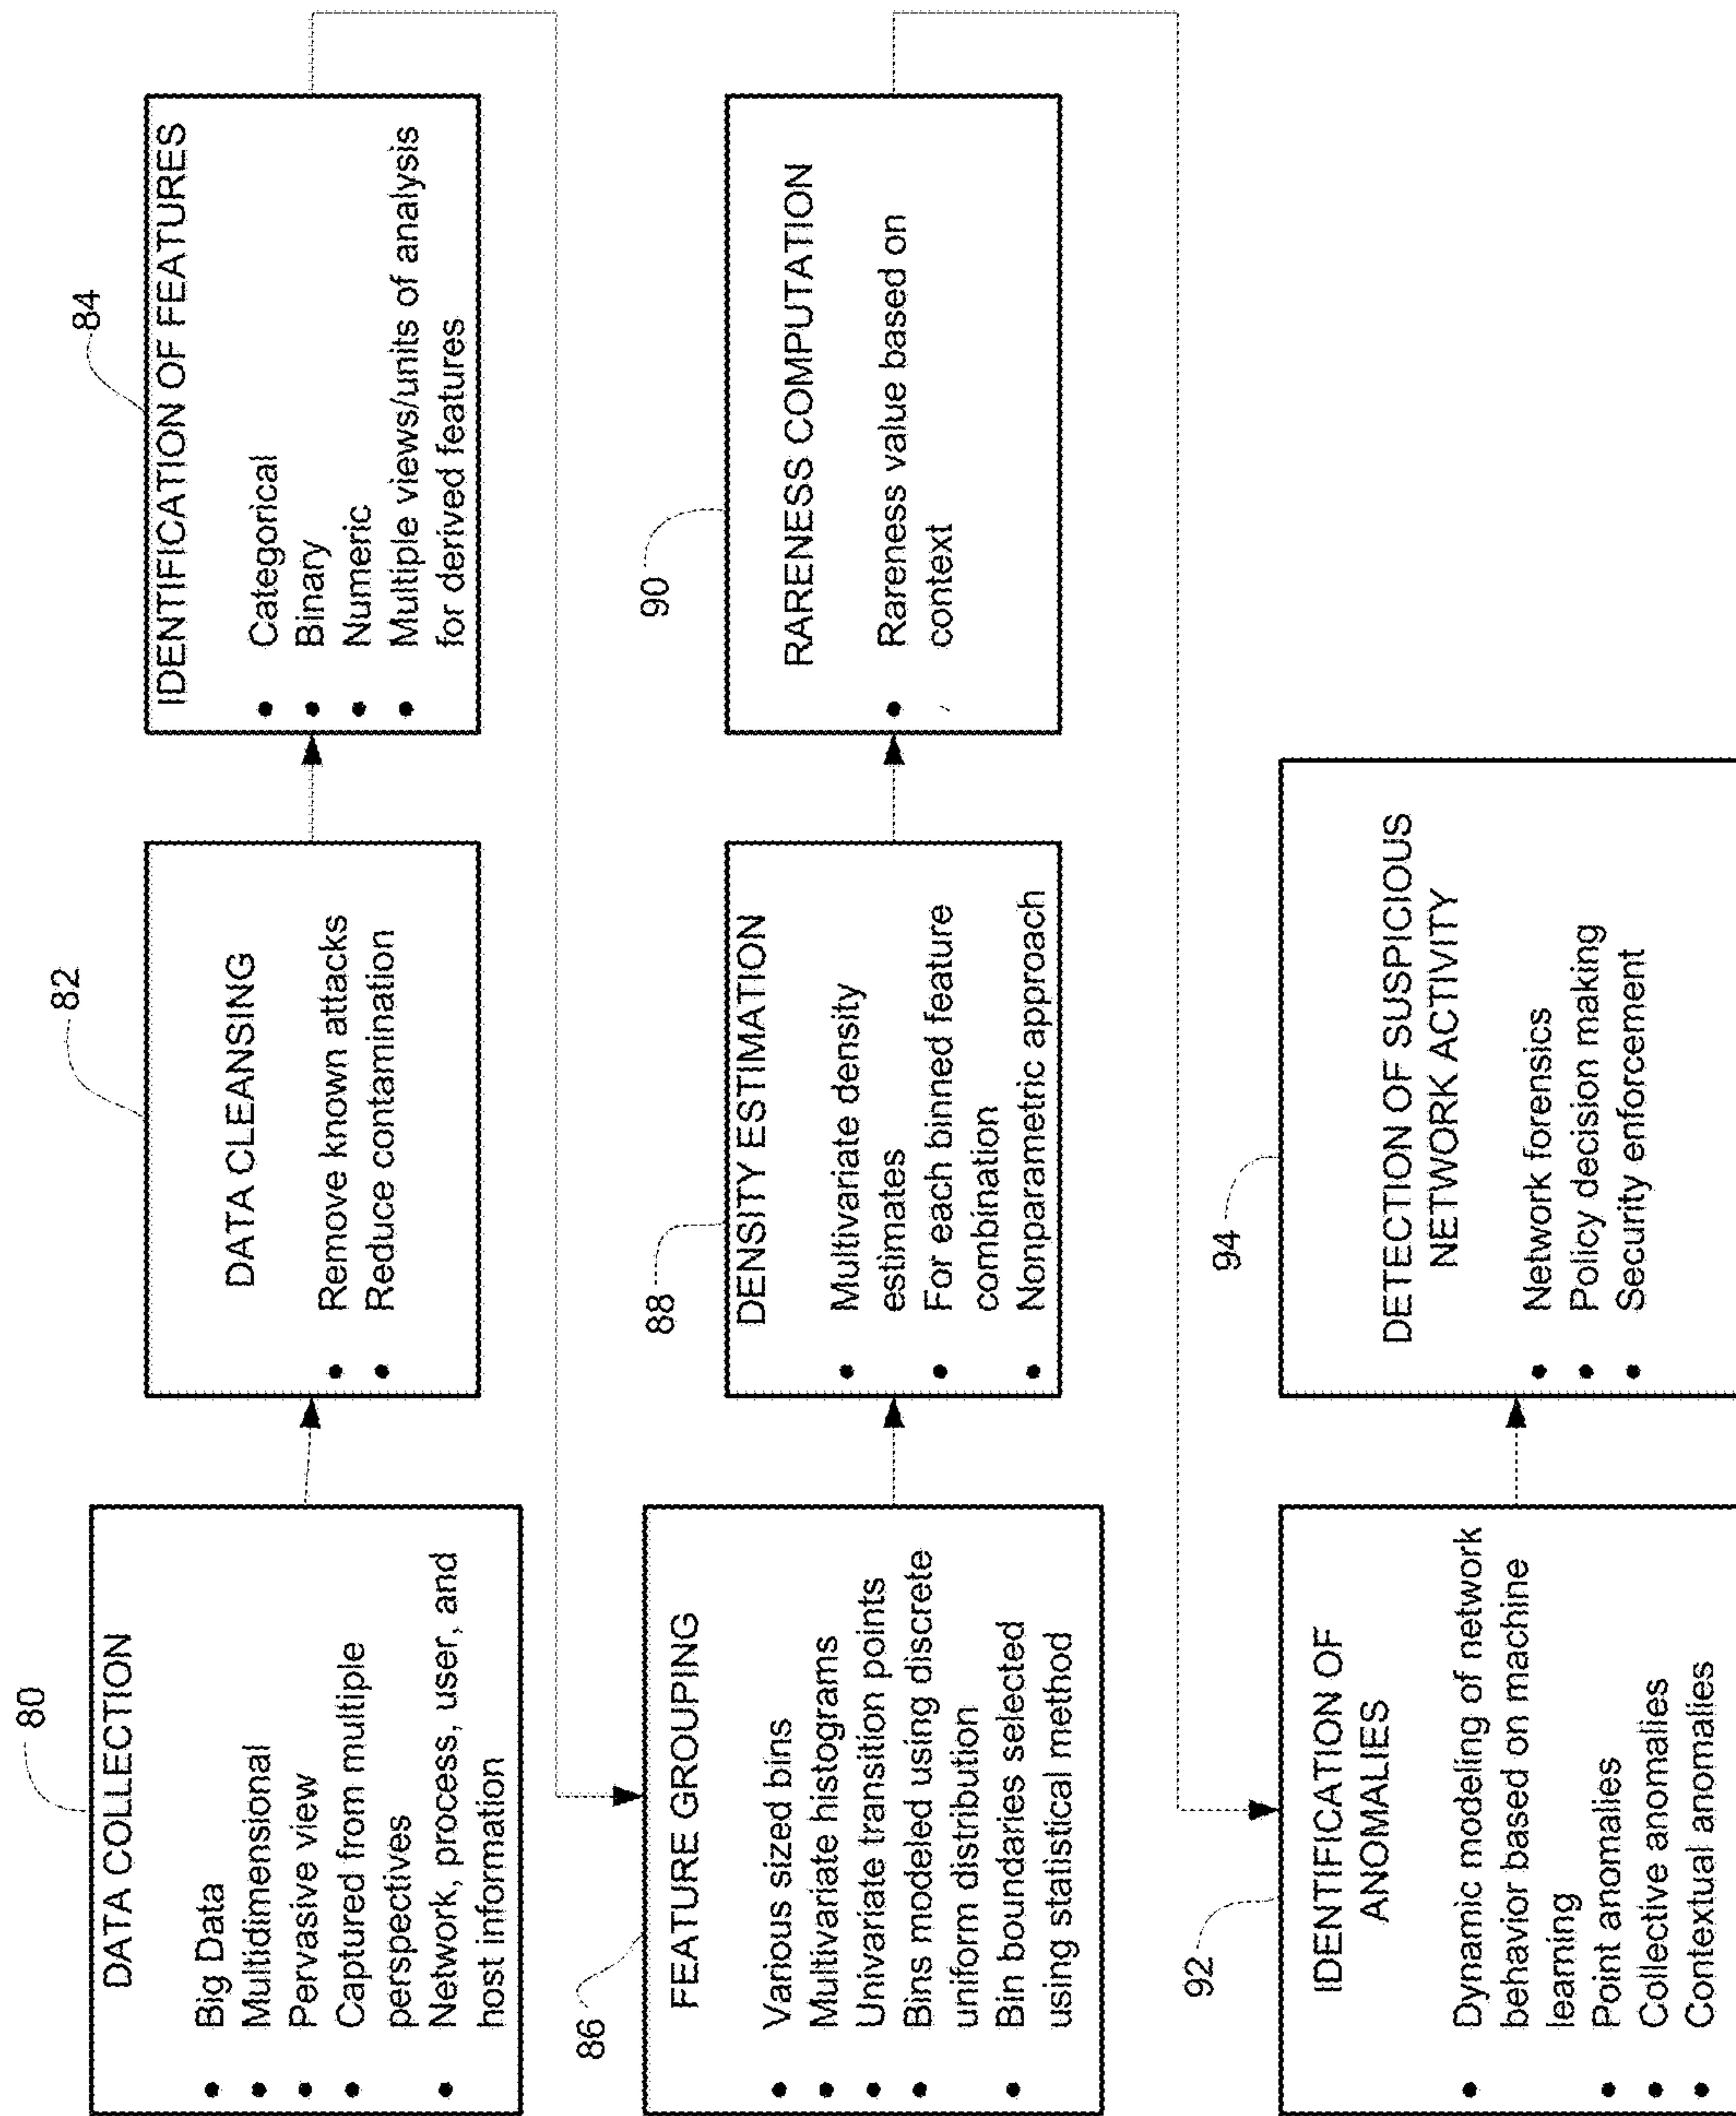 80
DATA COLLECTION
• Big Data
• Multidimensional
• Pervasive view
• Captured from multiple
perspectives
• Network, process, user, and
host information
82
DATA CLEANSING
• Remove known attacks
• Reduce contamination
84
IDENTIFICATION OF FEATURES
• Categorical
• Binary
• Numeric
• Multiple views/units of analysis
for derived features
86
FEATURE GROUPING
• Various sized bins
• Multivariate histograms
• Univariate transition points
• Bins modeled using discrete
uniform distribution
• Bin boundaries selected
using statistical method
88
DENSITY ESTIMATION
• Multivariate density
estimates
• For each binned feature
combination
• Nonparametric approach
90
RARENESS COMPUTATION
• Rareness value based on
context
92
IDENTIFICATION OF
ANOMALIES
• Dynamic modeling of network
behavior based on machine
learning
• Point anomalies
• Collective anomalies
• Contextual anomalies
94
DETECTION OF SUSPICIOUS
NETWORK ACTIVITY
• Network forensics
• Policy decision making
• Security enforcement